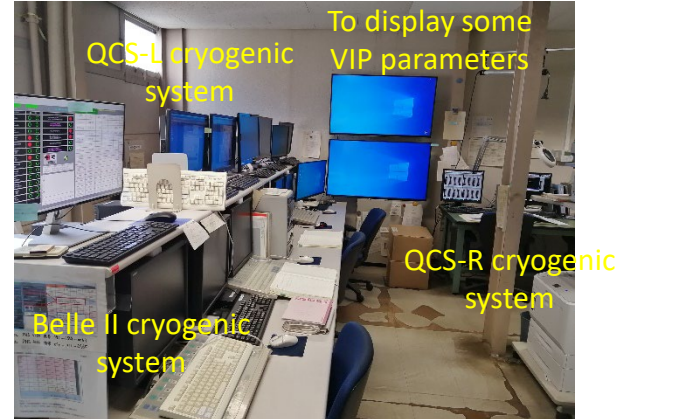 To display some
VIP parameters
QCS-L cryogenic
system
QCS-R cryogenic
system
Belle II cryogenic
system